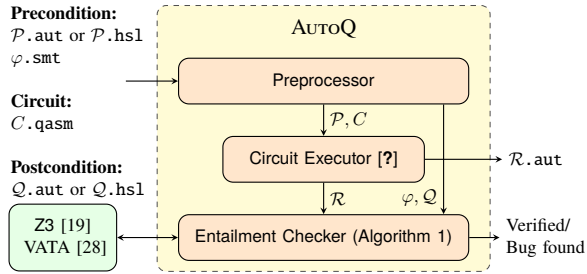 Precondition:
𝒫.aut or 𝒫.hsl
φ.smt
Circuit:
C.qasm
Postcondition:
𝒬.aut or 𝒬.hsl
Z3 [19]
VATA [28]
AUTOQ
Preprocessor
𝒫, C
Circuit Executor [?]
ℛ.aut
ℛ
φ, 𝒬
Entailment Checker (Algorithm 1)
Verified/
Bug found